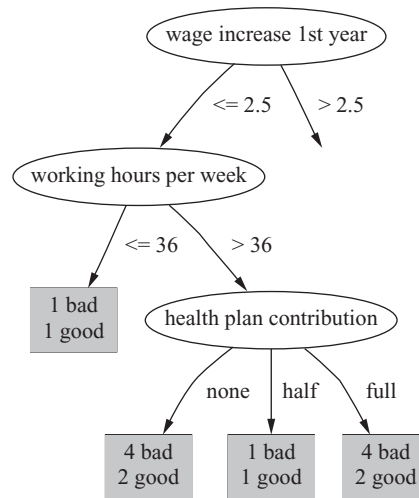 wage increase 1st year
<= 2.5
> 2.5
working hours per week
<= 36
> 36
1 bad
1 good
health plan contribution
none
half
full
4 bad
2 good
1 bad
1 good
4 bad
2 good